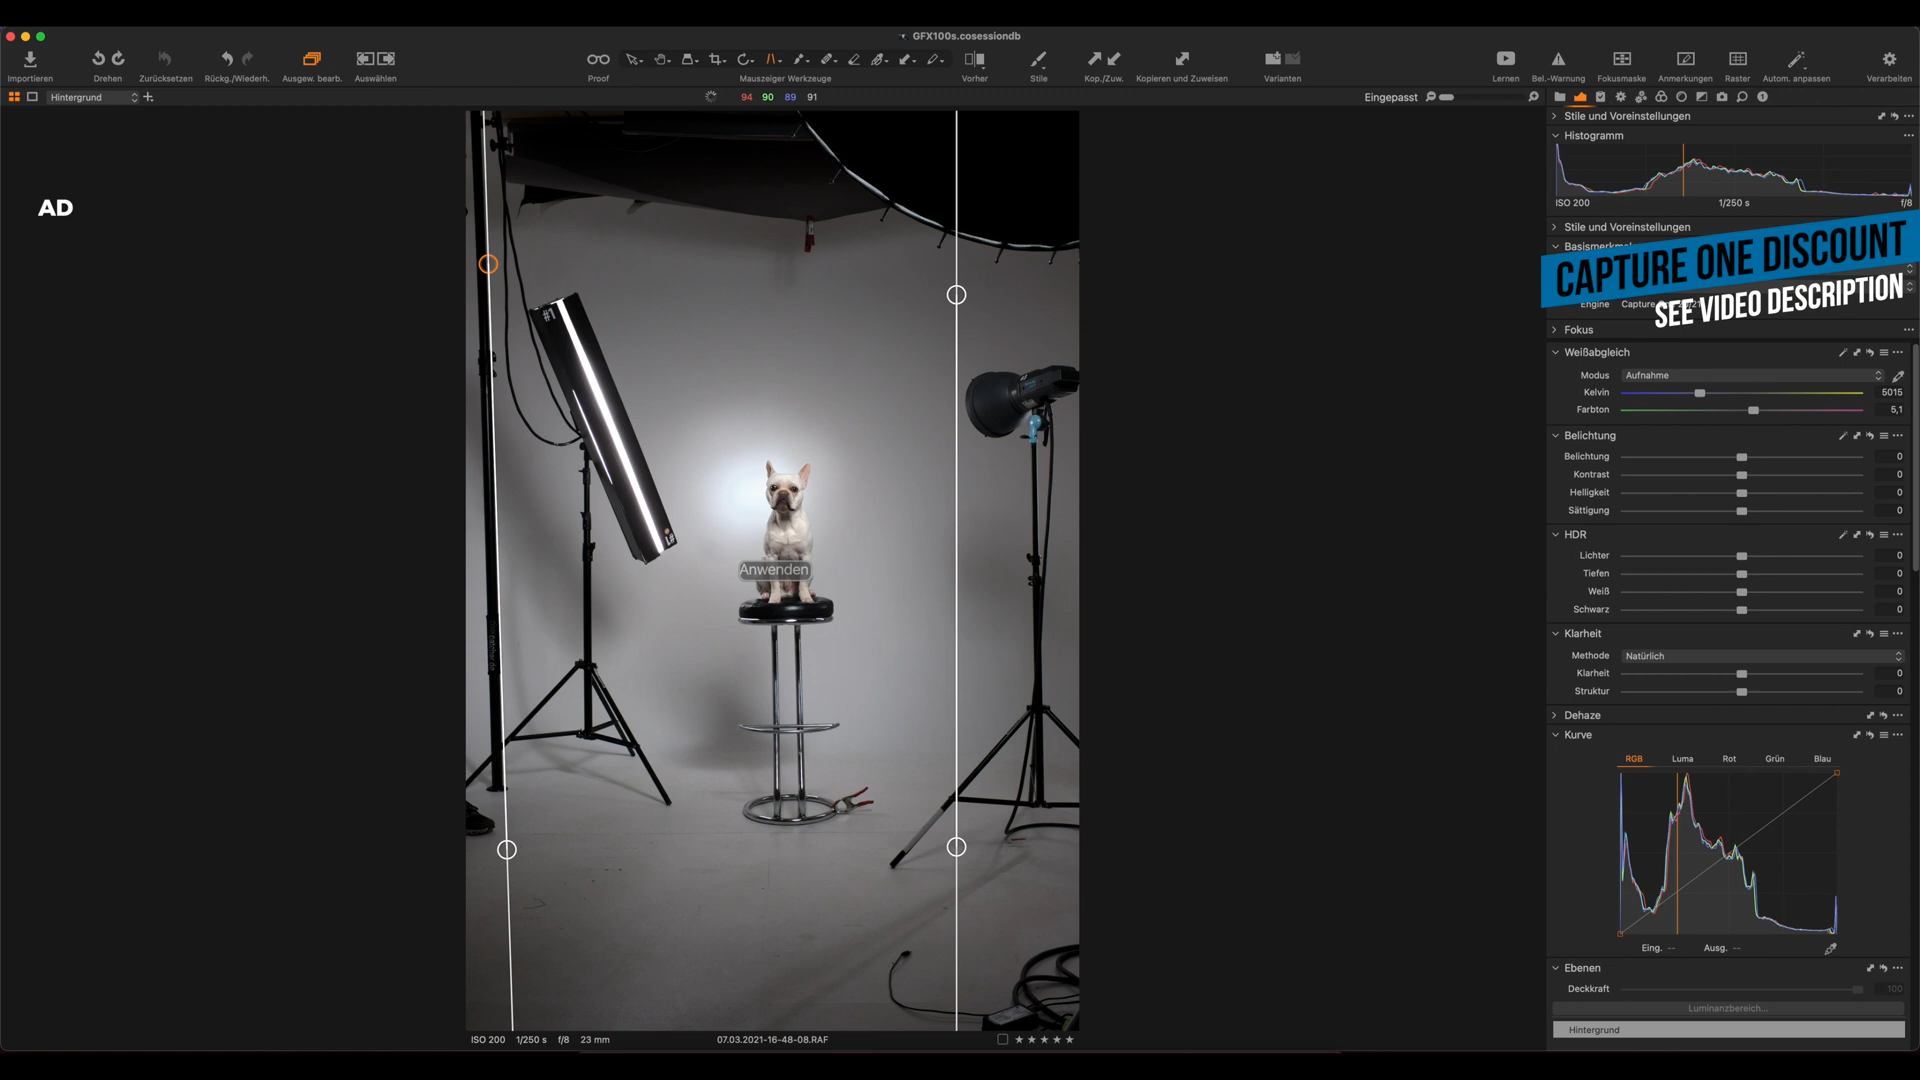 GFX100s.cosessiondb
Importieren
Drehen
Zurücksetzen
Rückg./Wiederh.
Ausgew. bearb.
Auswählen
Proof
Mauszeiger Werkzeuge
Vorher
Stile
Kop./Zuw.
Kopieren und Zuweisen
Varianten
Lernen
Bel.-Warnung
Fokusmaske
Anmerkungen
Raster
Autom. anpassen
Verarbeiten
Hintergrund
94 90 89 91
Eingepasst
AD
#1
Anwenden
ISO 200 1/250 s f/8 23 mm
07.03.2021-16-48-08.RAF
Stile und Voreinstellungen
Histogramm
ISO 200 1/250 s f/8
Stile und Voreinstellungen
CAPTURE ONE DISCOUNT
SEE VIDEO DESCRIPTION
Engine
Fokus
Weißabgleich
Modus Aufnahme
Kelvin 5015
Farbton 5,1
Belichtung
Belichtung 0
Kontrast 0
Helligkeit 0
Sättigung 0
HDR
Lichter 0
Tiefen 0
Weiß 0
Schwarz 0
Klarheit
Methode Natürlich
Klarheit 0
Struktur 0
Dehaze
Kurve
RGB Luma Rot Grün Blau
Eing. -- Ausg. --
Ebenen
Deckkraft 100
Luminanzbereich...
Hintergrund